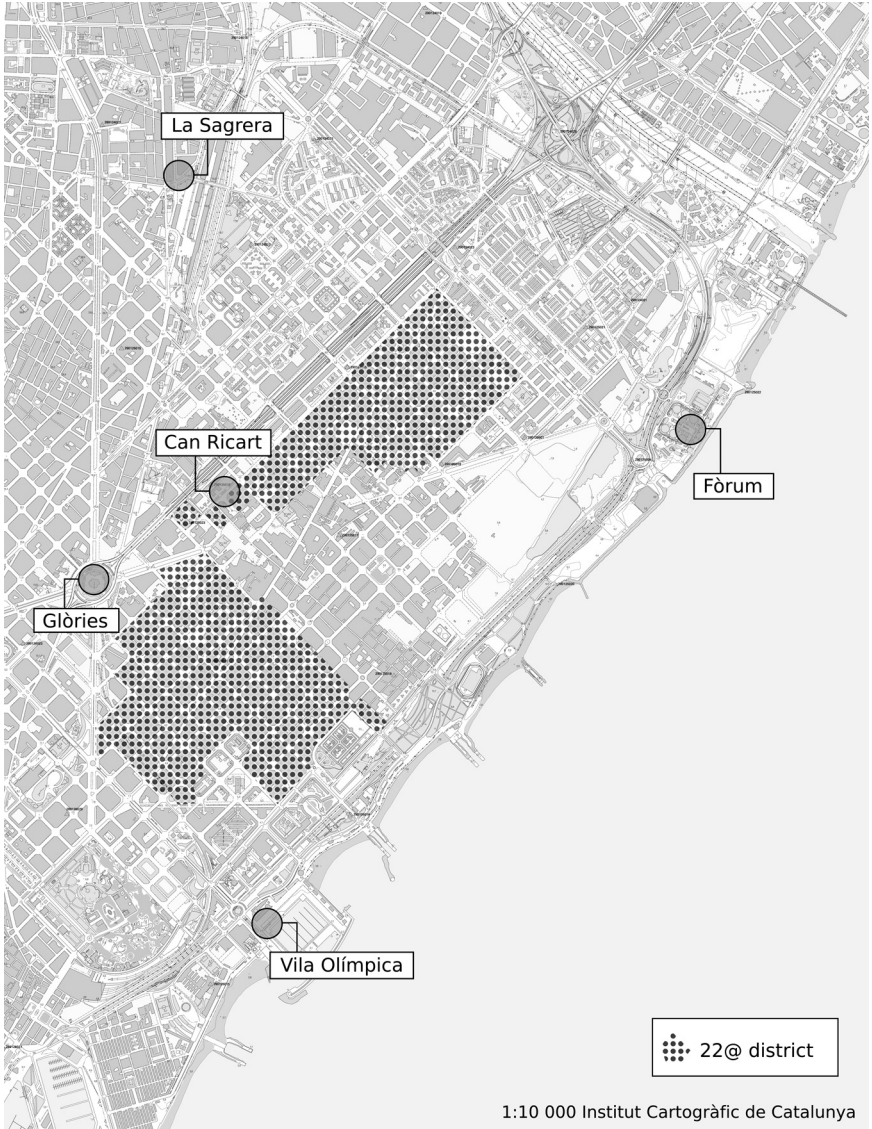 La Sagrera
Can Ricart
Fòrum
Glòries
Vila Olímpica
22@ district
1:10 000 Institut Cartogràfic de Catalunya